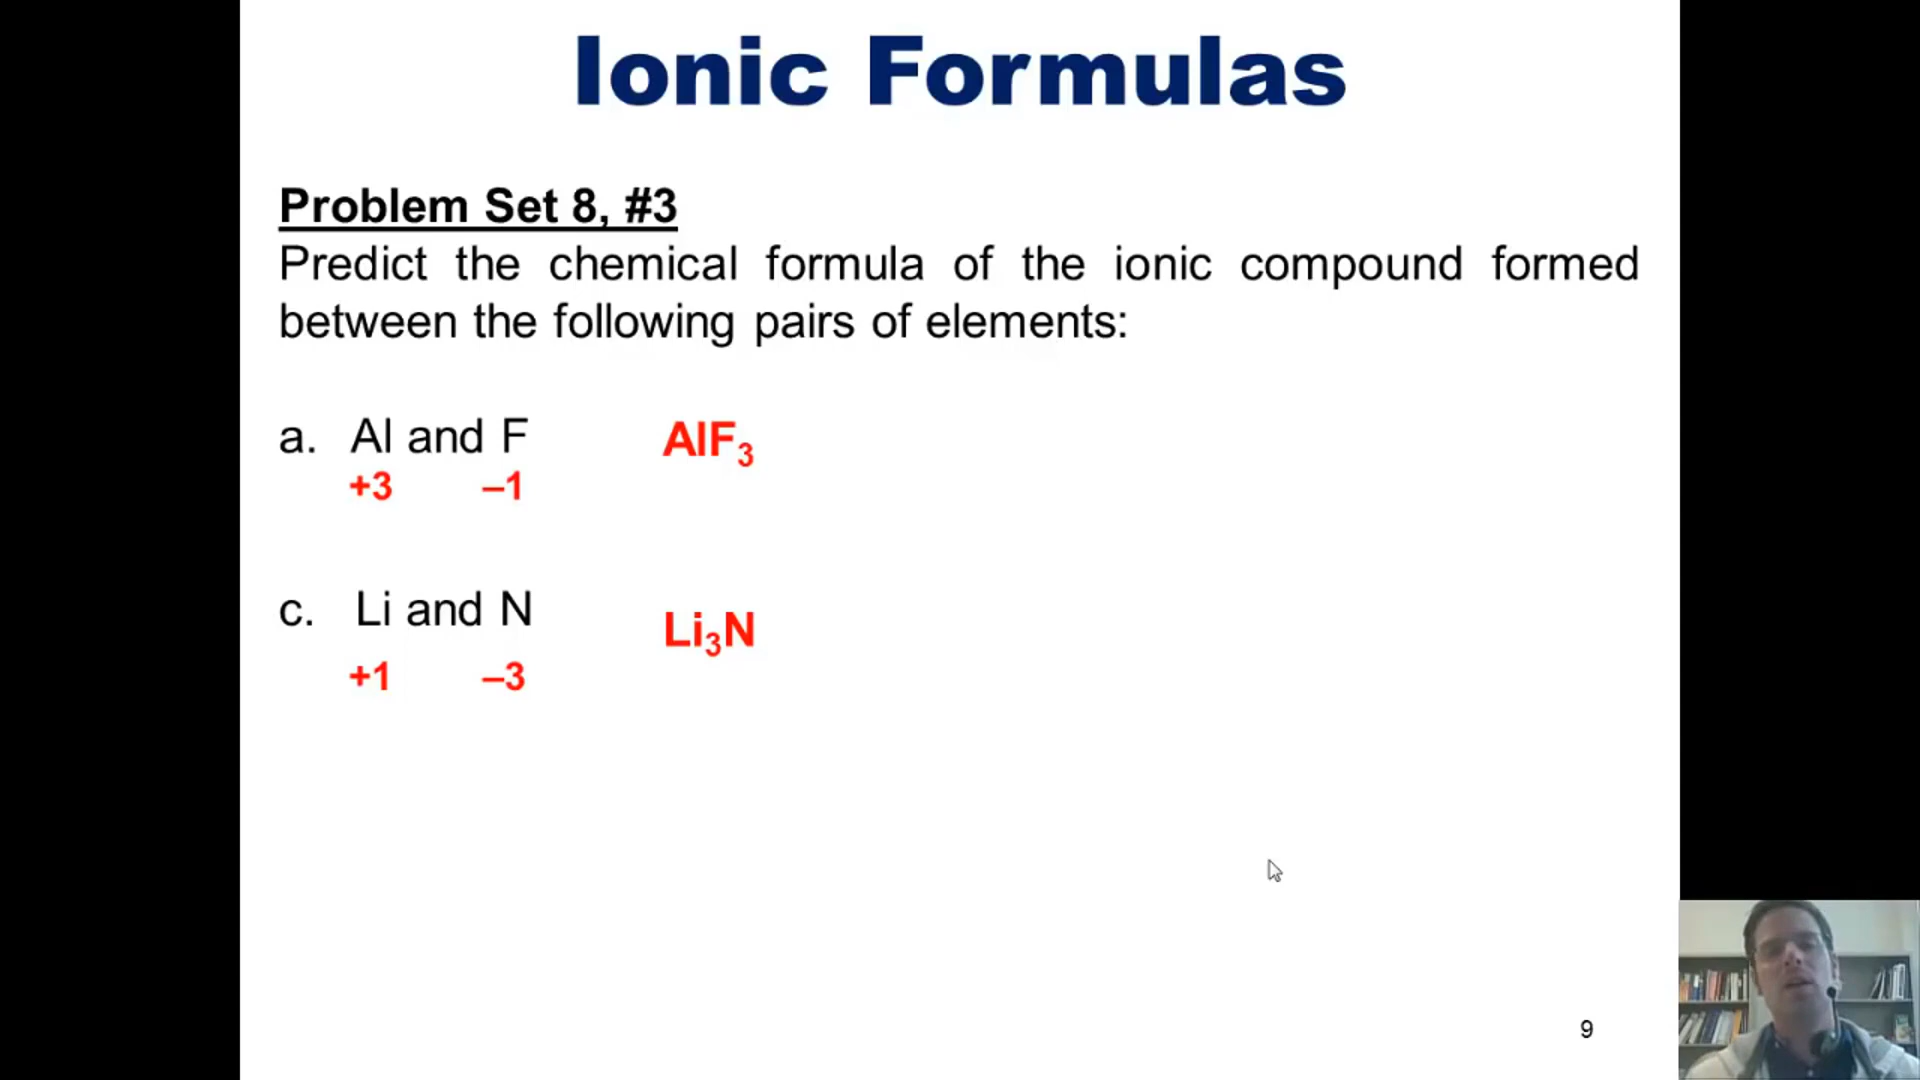 Ionic Formulas
Problem Set 8, #3
Predict the chemical formula of the ionic compound formed
between the following pairs of elements:
a. Al and F AlF₃
+3 –1
c. Li and N Li₃N
+1 –3
9